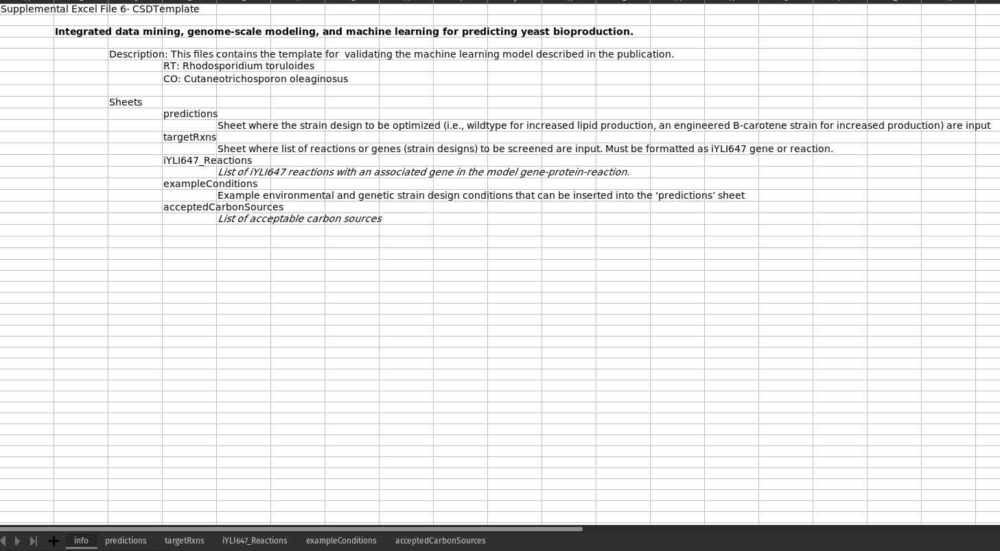 Supplemental Excel File 6- CSDTemplate
Integrated data mining, genome-scale modeling, and machine learning for predicting yeast bioproduction.
Description: This files contains the template for  validating the machine learning model described in the publication.
RT: Rhodosporidium toruloides
CO: Cutaneotrichosporon oleaginosus
Sheets
predictions
Sheet where the strain design to be optimized (i.e., wildtype for increased lipid production, an engineered B-carotene strain for increased production) are input
targetRxns
Sheet where list of reactions or genes (strain designs) to be screened are input. Must be formatted as iYLI647 gene or reaction.
iYLI647_Reactions
List of iYLI647 reactions with an associated gene in the model gene-protein-reaction.
exampleConditions
Example environmental and genetic strain design conditions that can be inserted into the ‘predictions’ sheet
acceptedCarbonSources
List of acceptable carbon sources
info predictions targetRxns iYLI647_Reactions exampleConditions acceptedCarbonSources